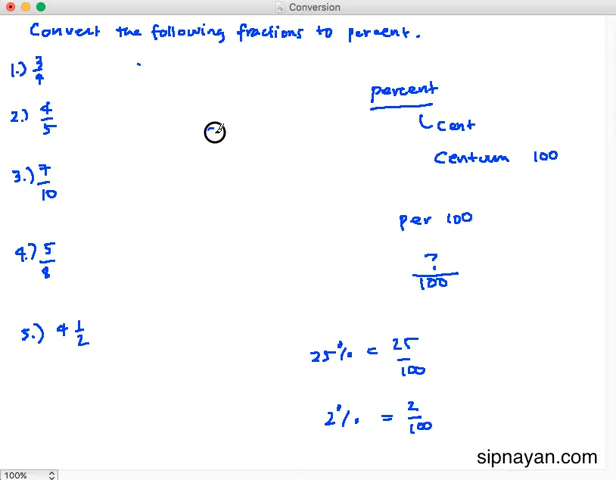 Conversion
Convert the following fractions to percent.
1.) 3/4
2.) 4/5
3.) 7/10
4.) 5/8
5.) 4 1/2
percent
cent
Centum 100
per 100
?/100
25% = 25/100
2% = 2/100
sipnayan.com
100%